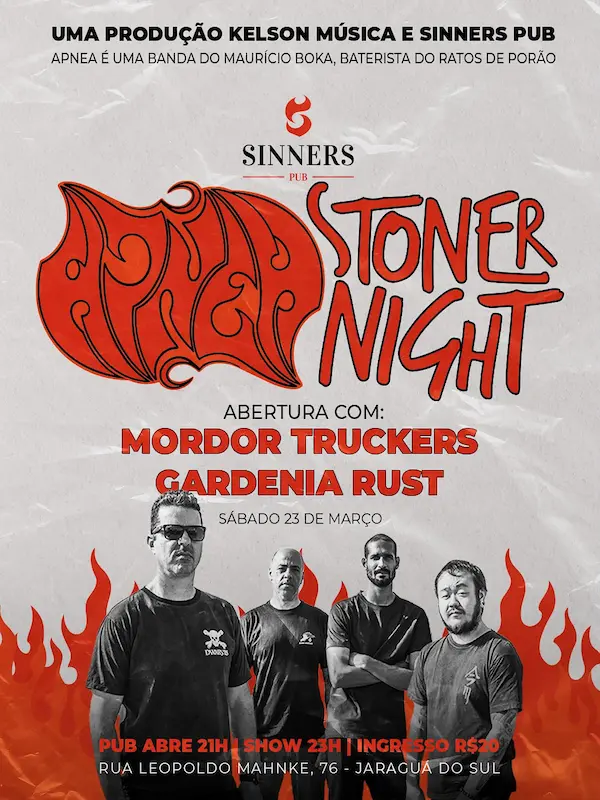 UMA PRODUÇÃO KELSON MÚSICA E SINNERS PUB
APNEA É UMA BANDA DO MAURÍCIO BOKA, BATERISTA DO RATOS DE PORÃO
SINNERS
PUB
APNEA
STONER
NIGHT
ABERTURA COM:
MORDOR TRUCKERS
GARDENIA RUST
SÁBADO 23 DE MARÇO
PUB ABRE 21H | SHOW 23H | INGRESSO R$20
RUA LEOPOLDO MAHNKE, 76 - JARAGUÁ DO SUL